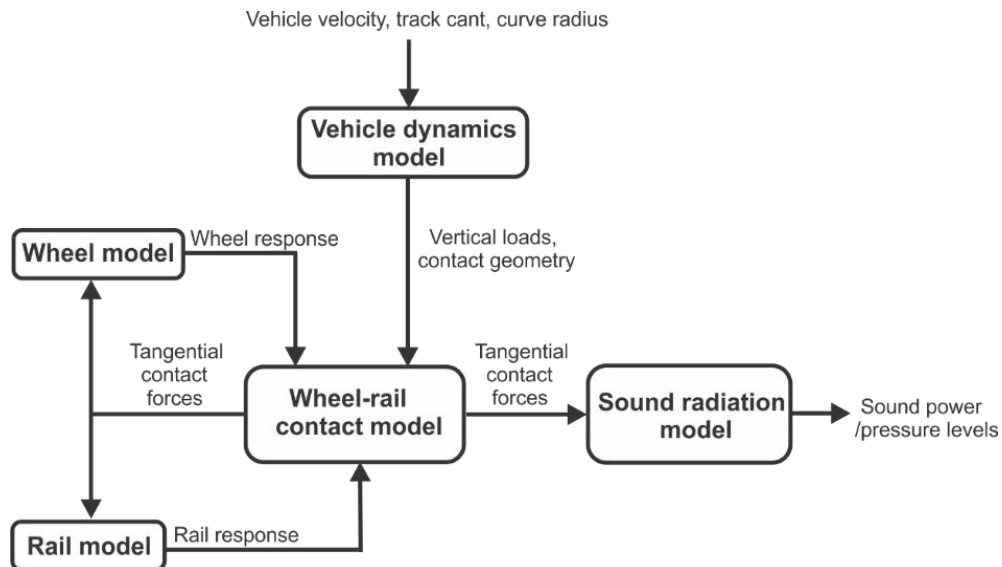 Vehicle velocity, track cant, curve radius
Vehicle dynamics
model
Wheel model
Wheel response
Vertical loads,
contact geometry
Tangential
contact
forces
Wheel-rail
contact model
Tangential
contact
forces
Sound radiation
model
Sound power
/pressure levels
Rail model
Rail response